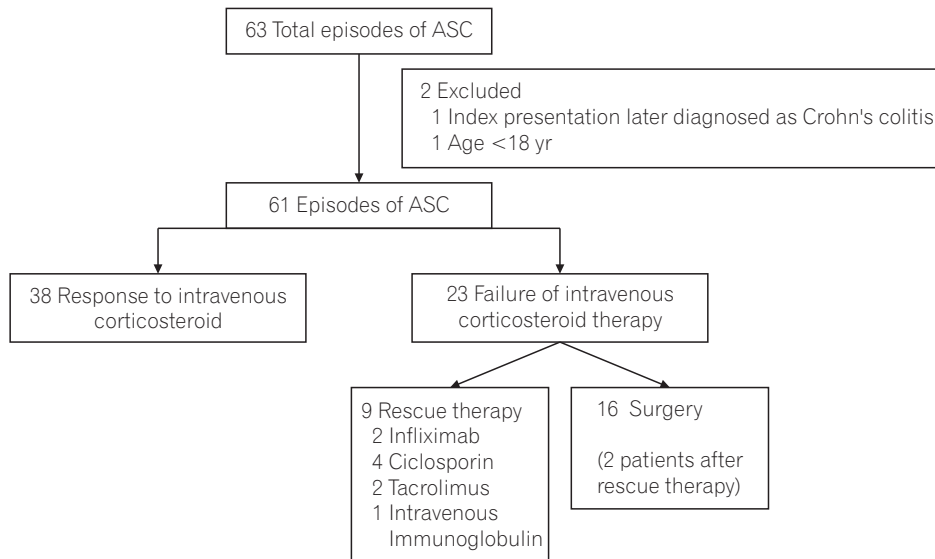 63 Total episodes of ASC
2 Excluded
1 Index presentation later diagnosed as Crohn's colitis
1 Age <18 yr
61 Episodes of ASC
38 Response to intravenous
corticosteroid
23 Failure of intravenous
corticosteroid therapy
9 Rescue therapy
2 Infliximab
4 Ciclosporin
2 Tacrolimus
1 Intravenous
Immunoglobulin
16 Surgery
(2 patients after
rescue therapy)